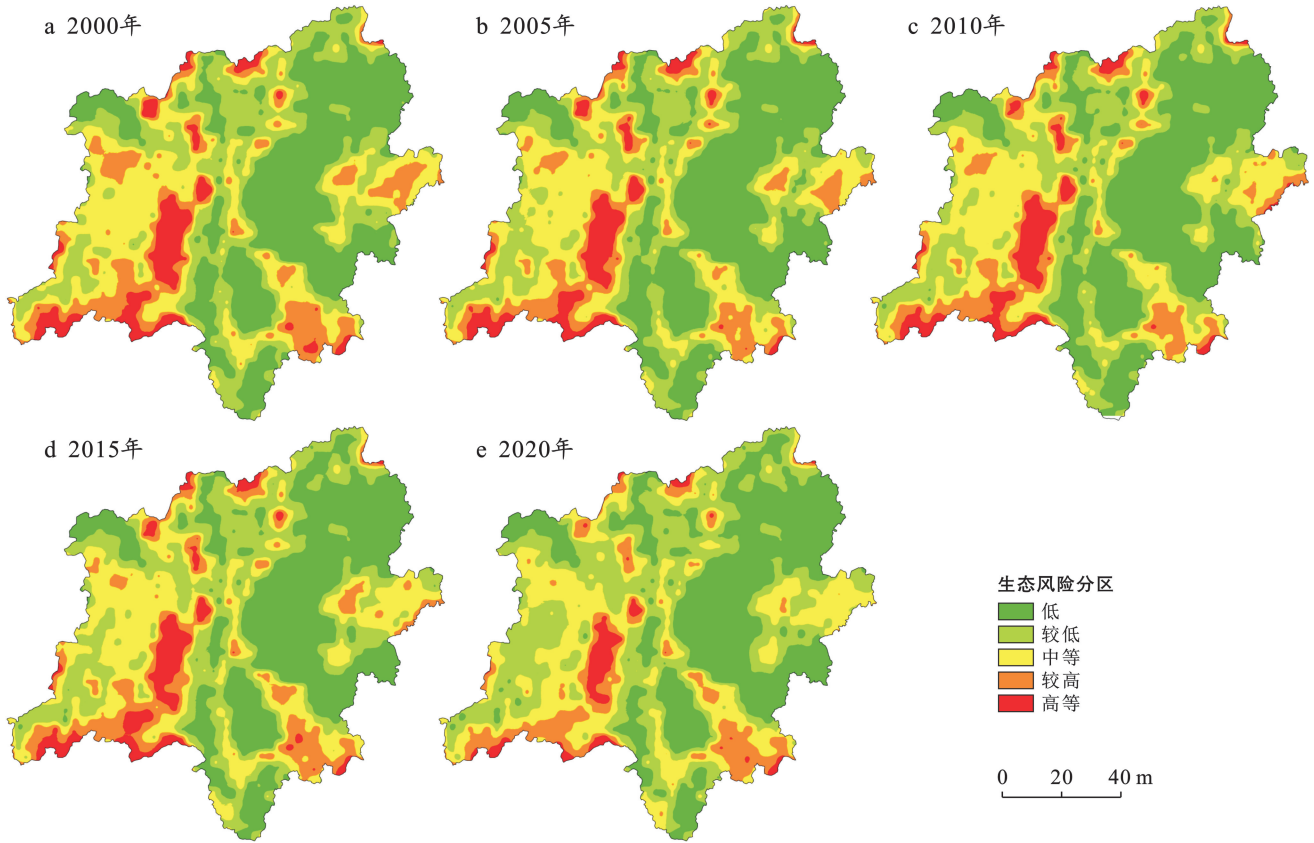 a 2000年
b 2005年
c 2010年
d 2015年
e 2020年
生态风险分区
低
较低
中等
较高
高等
0 20 40 m